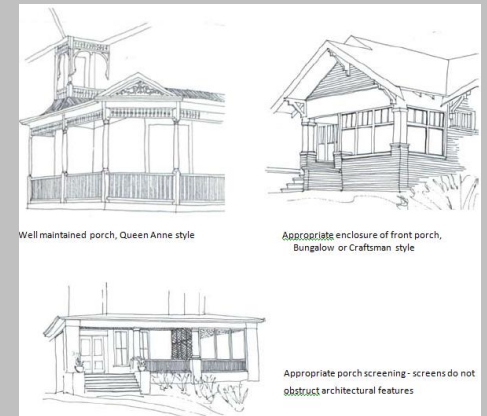 Well maintained porch, Queen Anne style
Appropriate enclosure of front porch,
Bungalow or Craftsman style
Appropriate porch screening - screens do not
obstruct architectural features